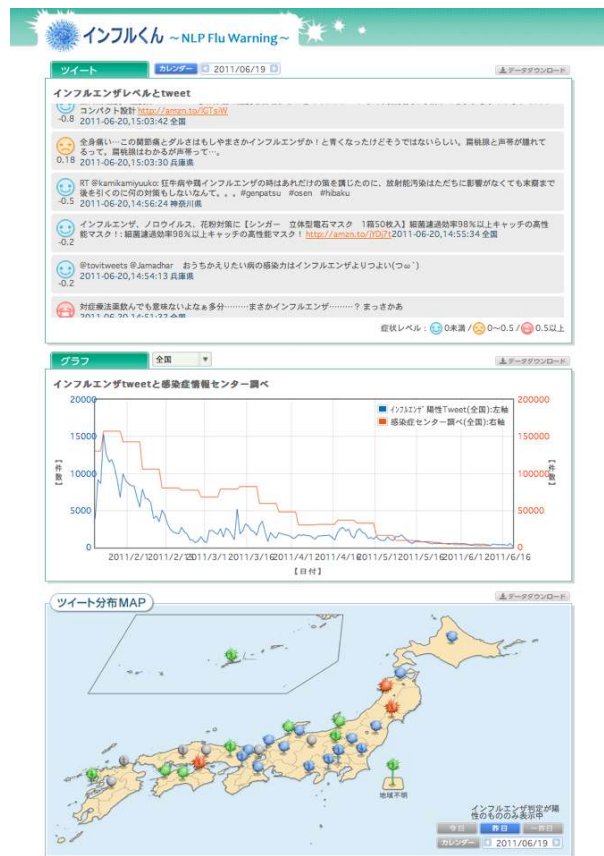 インフルくん ~NLP Flu Warning~
ツイート カレンダー 2011/06/19 データダウンロード
インフルエンザレベルとtweet
コンパクト設計 http://amzn.to/lGTsiW
-0.8 2011-06-20,15:03:42 全国
全身痛い…この関節痛とダルさはもしやまさかインフルエンザか!と青くなったけどそうではないらしい。扁桃腺と声帯が腫れて
るって。扁桃腺はわかるが声帯って…。
0.18 2011-06-20,15:03:30 兵庫県
RT @kamikamiyuuko: 狂牛病や鶏インフルエンザの時はあれだけの策を講じたのに、放射能汚染はただちに影響がなくても末裔まで
後を引くのに何の対策もしないなんて。。。#genpatsu #osen #hibaku
-0.5 2011-06-20,14:56:24 神奈川県
インフルエンザ、ノロウイルス、花粉対策に【シンガー 立体型電石マスク 1箱50枚入】細菌濾過効率98%以上キャッチの高性
能マスク!: 細菌濾過効率98%以上キャッチの高性能マスク! http://amzn.to/jYDi7t2011-06-20,14:55:34 全国
-0.2
@tovitweets @Jamadhar おうちかえりたい病の感染力はインフルエンザよりつよい(つω`)
2011-06-20,14:54:13 兵庫県
-0.2
対症療法薬飲んでも意味ないよなぁ多分………まさかインフルエンザ………? まっさかあ
2011-06-20,14:51:32 全国
症状レベル : 0未満 / 0~0.5 / 0.5以上
グラフ 全国 データダウンロード
インフルエンザtweetと感染症情報センター調べ
インフルエンザ陽性Tweet(全国):左軸
感染症センター調べ(全国):右軸
20000 200000
15000 150000
10000 100000
5000 50000
0 0
【件数】 【件数】
2011/2/1 2011/2/15 2011/3/1 2011/3/16 2011/4/1 2011/4/16 2011/5/1 2011/5/16 2011/6/1 2011/6/16
【日付】
ツイート分布MAP データダウンロード
地域不明
インフルエンザ判定が陽
性のもののみ表示中
今日 昨日 一昨日
カレンダー 2011/06/19